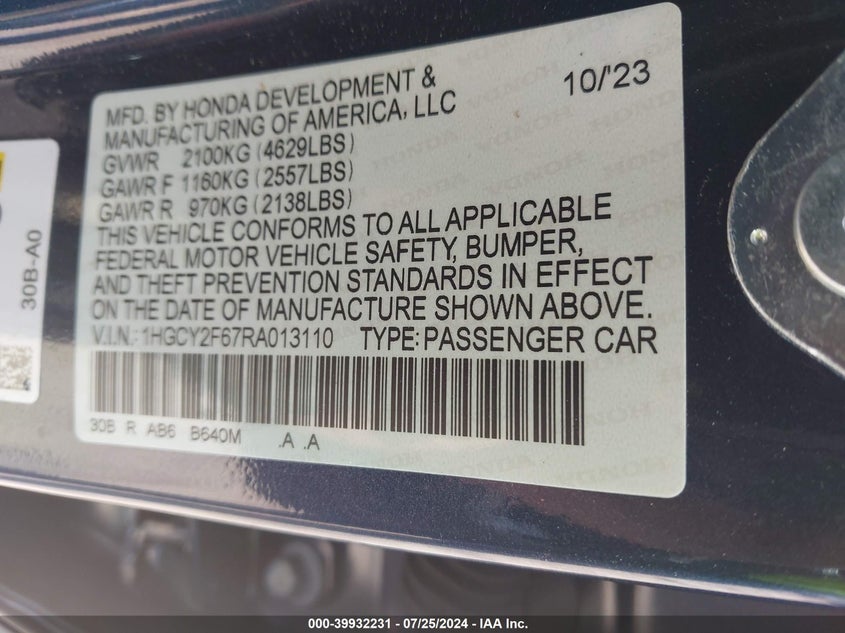 MFD. BY HONDA DEVELOPMENT & 10/'23
MANUFACTURING OF AMERICA, LLC
GVWR 2100KG (4629LBS)
GAWR F 1160KG (2557LBS)
GAWR R 970KG (2138LBS)
THIS VEHICLE CONFORMS TO ALL APPLICABLE
FEDERAL MOTOR VEHICLE SAFETY, BUMPER,
AND THEFT PREVENTION STANDARDS IN EFFECT
ON THE DATE OF MANUFACTURE SHOWN ABOVE.
V.I.N.: 1HGCY2F67RA013110 TYPE: PASSENGER CAR
30B R AB6 B640M .A .A
30B-A0
000-39932231 - 07/25/2024 - IAA Inc.